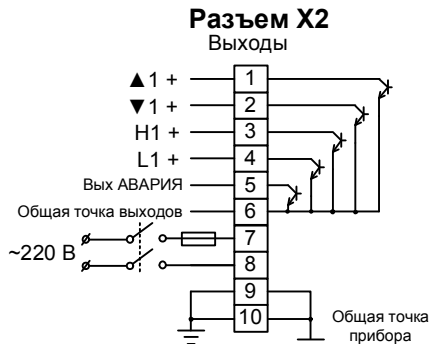 Разъем X2
Выходы
▲1 +
1
▼1 +
2
H1 +
3
L1 +
4
Вых АВАРИЯ
5
Общая точка выходов
6
~220 В
7
8
9
10
Общая точка
прибора